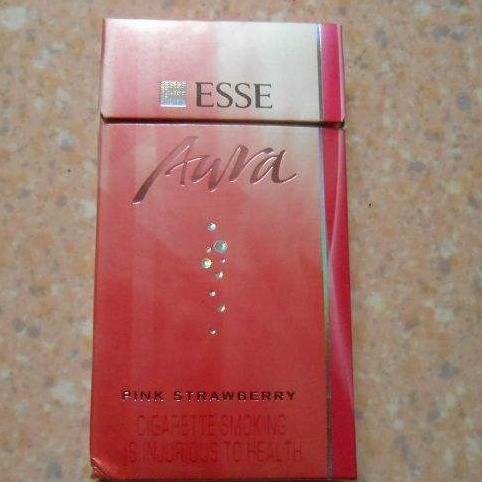 ESSE
Aura
PINK STRAWBERRY
CIGARETTE SMOKING
IS INJURIOUS TO HEALTH